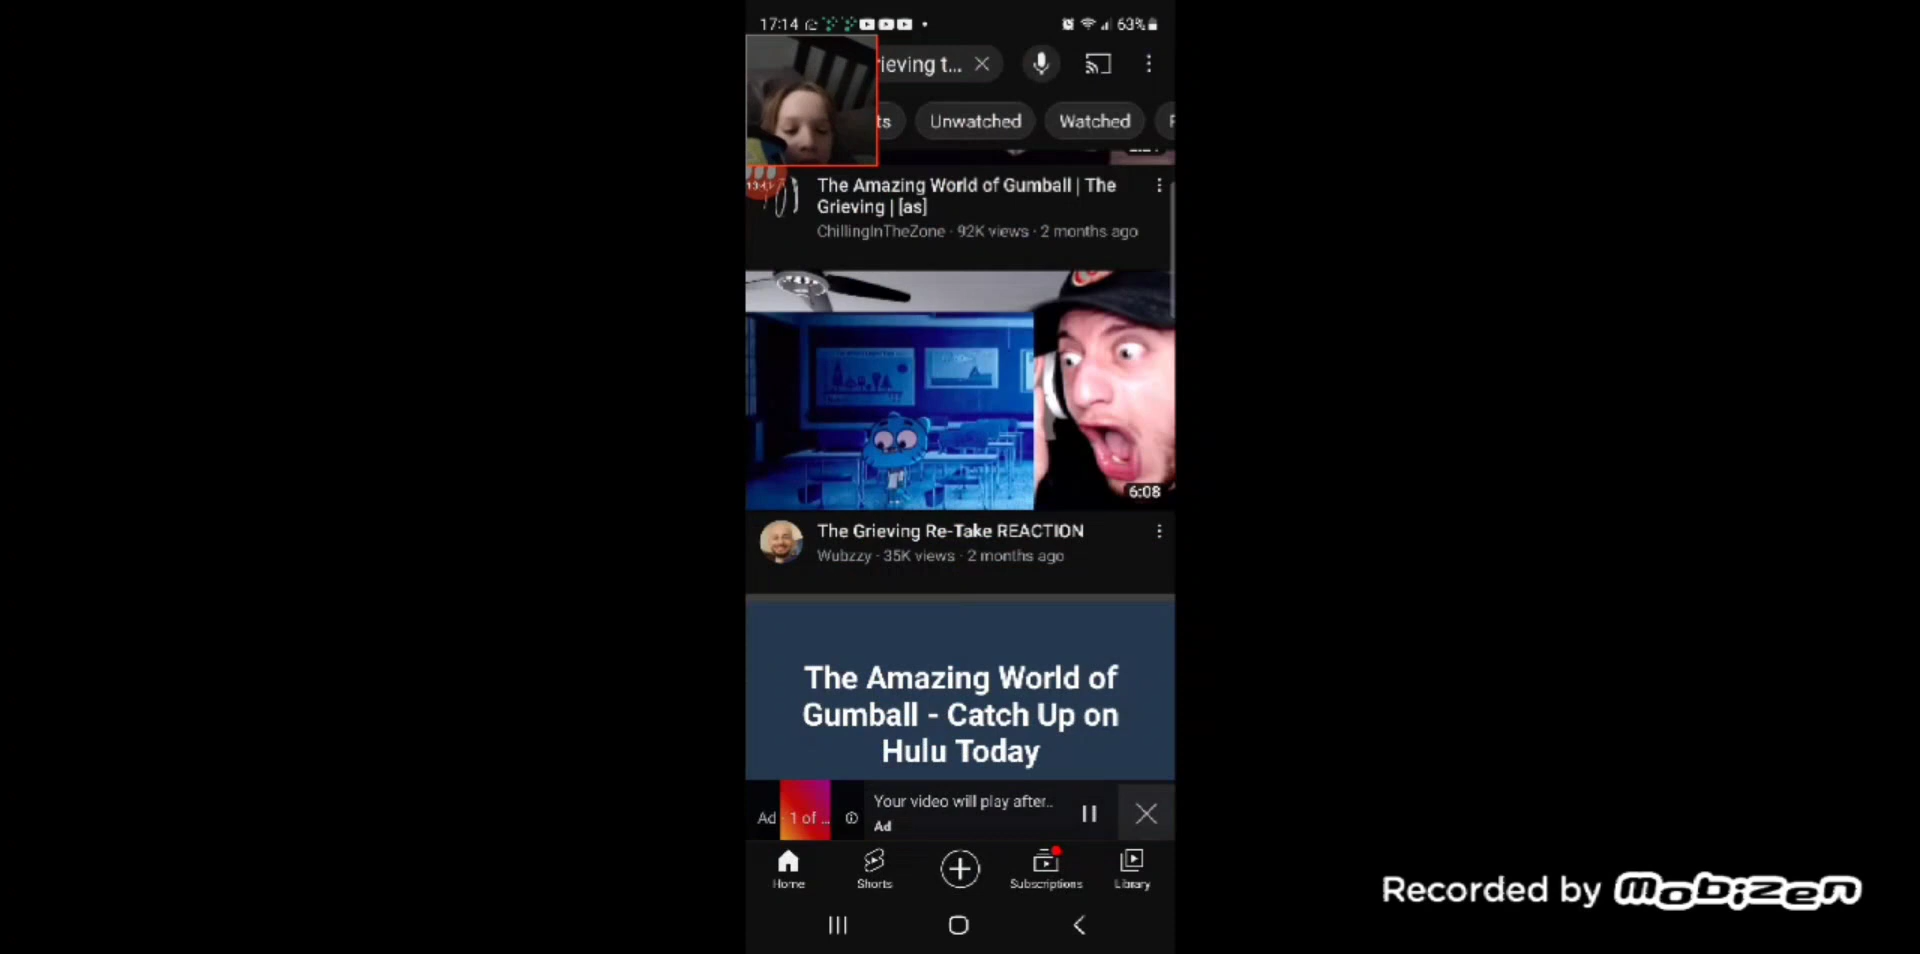 17:14
63%
ieving t...
ts
Unwatched
Watched
The Amazing World of Gumball | The
Grieving | [as]
ChillingInTheZone · 92K views · 2 months ago
6:08
The Grieving Re-Take REACTION
Wubzzy · 35K views · 2 months ago
The Amazing World of
Gumball - Catch Up on
Hulu Today
Ad · 1 of ...
Your video will play after..
Ad
Home
Shorts
Subscriptions
Library
Recorded by mobizen